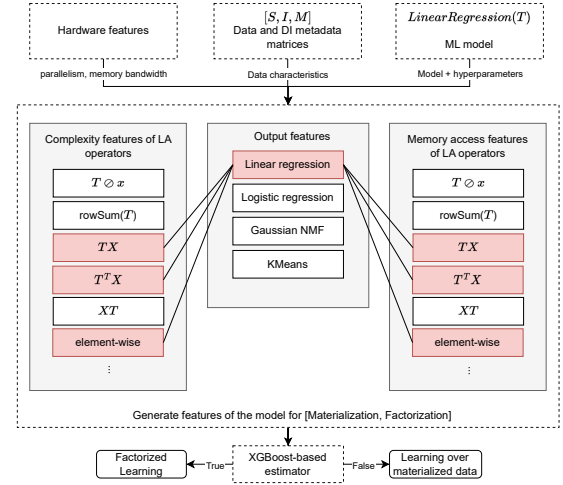 Hardware features
[S, I, M]
Data and DI metadata
matrices
LinearRegression(T)
ML model
parallelism, memory bandwidth
Data characteristics
Model + hyperparameters
Complexity features of LA
operators
T ⊘ x
rowSum(T)
TX
T^T X
XT
element-wise
⋮
Output features
Linear regression
Logistic regression
Gaussian NMF
KMeans
Memory access features
of LA operators
T ⊘ x
rowSum(T)
TX
T^T X
XT
element-wise
⋮
Generate features of the model for [Materialization, Factorization]
Factorized
Learning
True
XGBoost-based
estimator
False
Learning over
materialized data